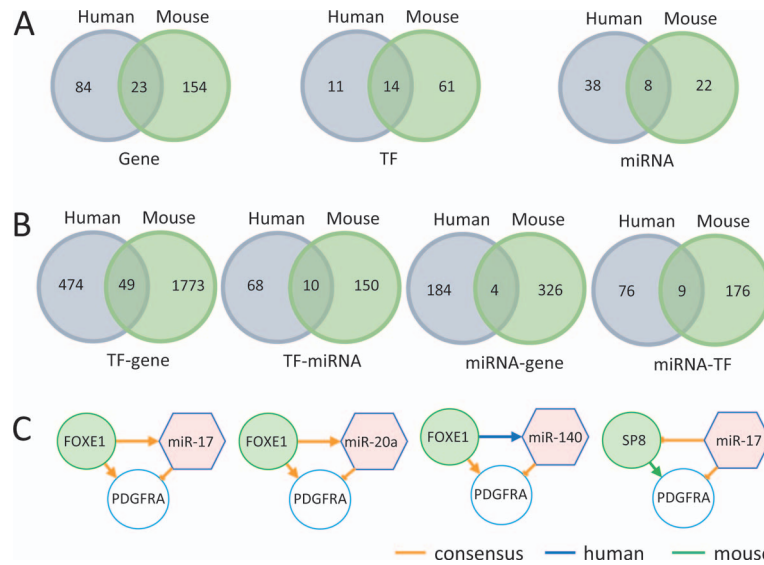 A
Human Mouse
84 23 154
Gene
Human Mouse
11 14 61
TF
Human Mouse
38 8 22
miRNA
B
Human Mouse
474 49 1773
TF-gene
Human Mouse
68 10 150
TF-miRNA
Human Mouse
184 4 326
miRNA-gene
Human Mouse
76 9 176
miRNA-TF
C
FOXE1 miR-17
PDGFRA
FOXE1 miR-20a
PDGFRA
FOXE1 miR-140
PDGFRA
SP8 miR-17
PDGFRA
consensus human mouse